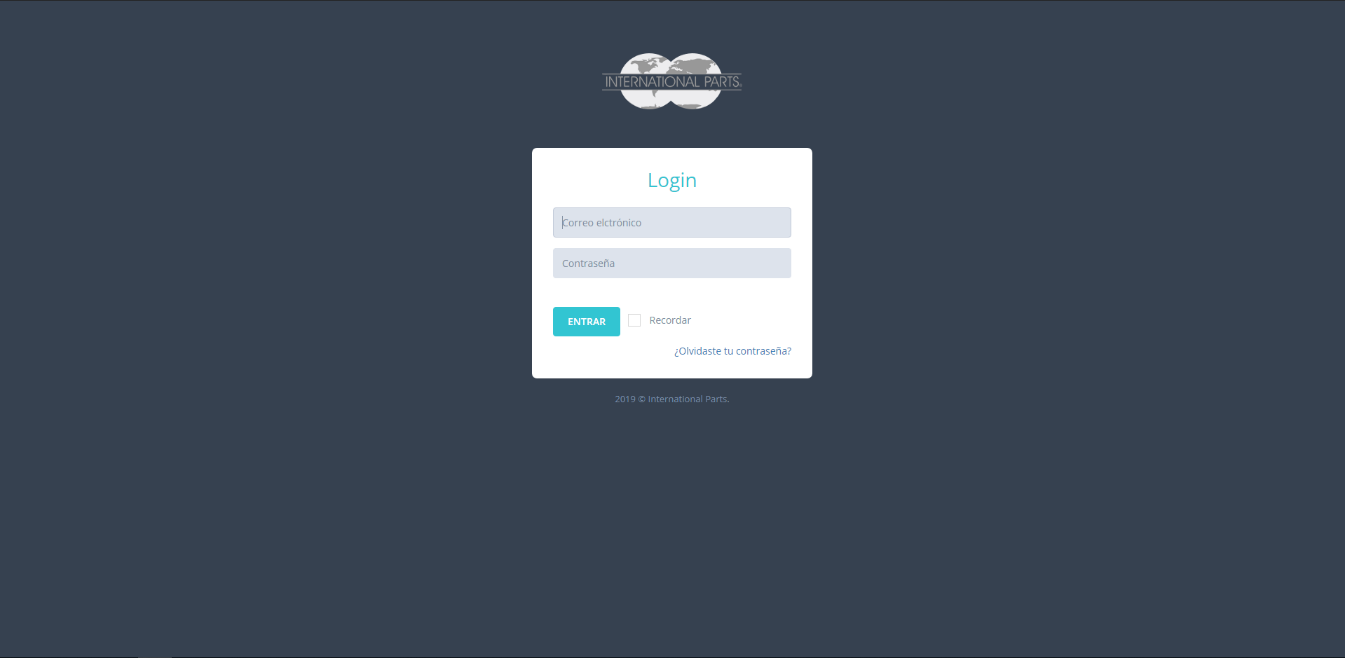 INTERNATIONAL PARTS
Login
Correo elctrónico
Contraseña
ENTRAR Recordar
¿Olvidaste tu contraseña?
2019 © International Parts.